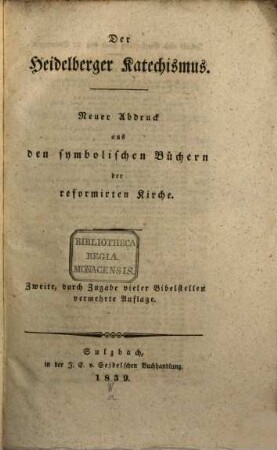 Der
Heidelberger Katechismus.
Neuer Abdruck
aus
den symbolischen Büchern
der
reformirten Kirche.
BIBLIOTHECA
REGIA
MONACENSIS.
Zweite, durch Zugabe vieler Bibelstellen
vermehrte Auflage.
Sulzbach,
in der J. E. v. Seidelschen Buchhandlung.
1839.